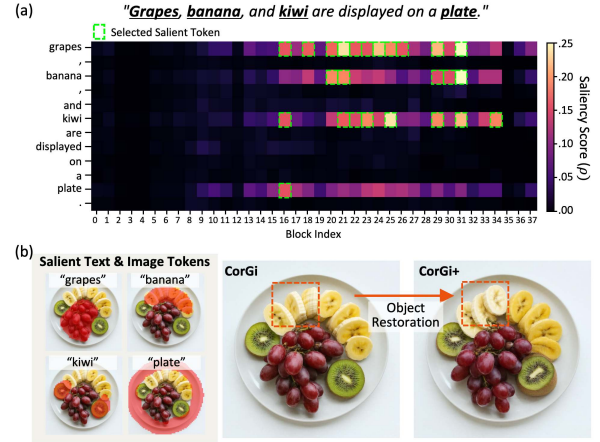 (a)
"Grapes, banana, and kiwi are displayed on a plate."
Selected Salient Token
grapes
,
banana
,
and
kiwi
are
displayed
on
a
plate
.
0 1 2 3 4 5 6 7 8 9 10 11 12 13 14 15 16 17 18 19 20 21 22 23 24 25 26 27 28 29 30 31 32 33 34 35 36 37
Block Index
.25
.20
.15
.10
.05
.00
Saliency Score (ρ)
(b)
Salient Text & Image Tokens
"grapes"
"banana"
"kiwi"
"plate"
CorGi
Object
Restoration
CorGi+